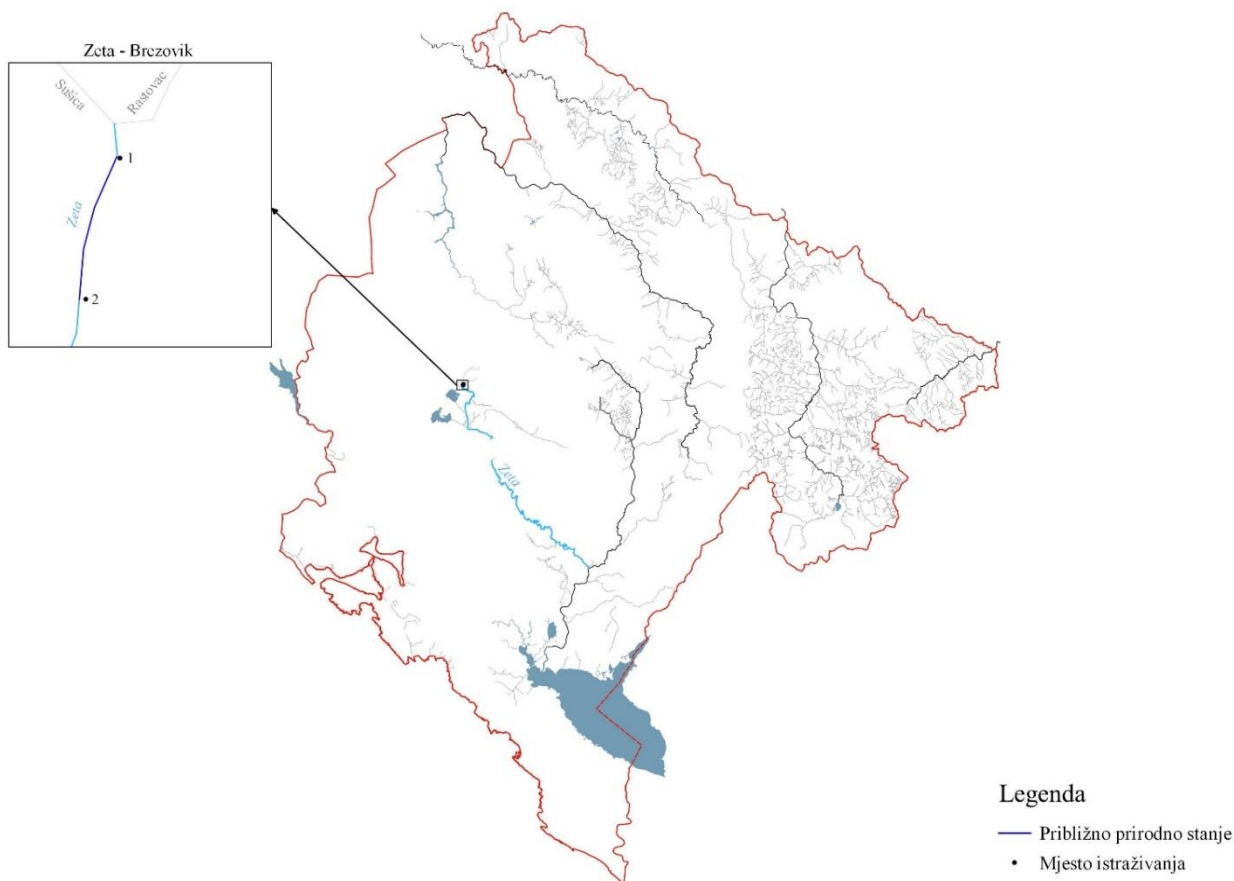 Zeta - Brezovik
Sušica
Rastovac
1
Zeta
2
Zeta
Legenda
Približno prirodno stanje
Mjesto istraživanja